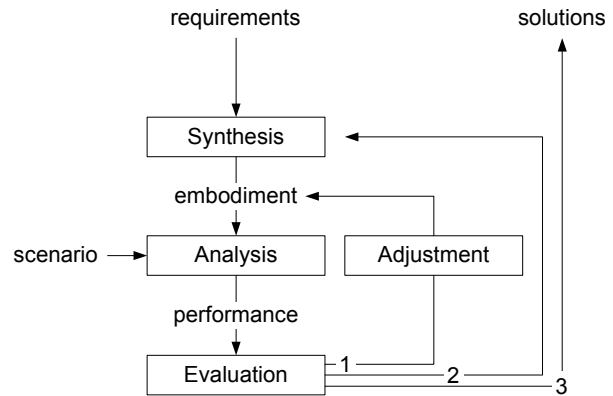 requirements
solutions
Synthesis
embodiment
scenario
Analysis
Adjustment
performance
1
Evaluation
2
3